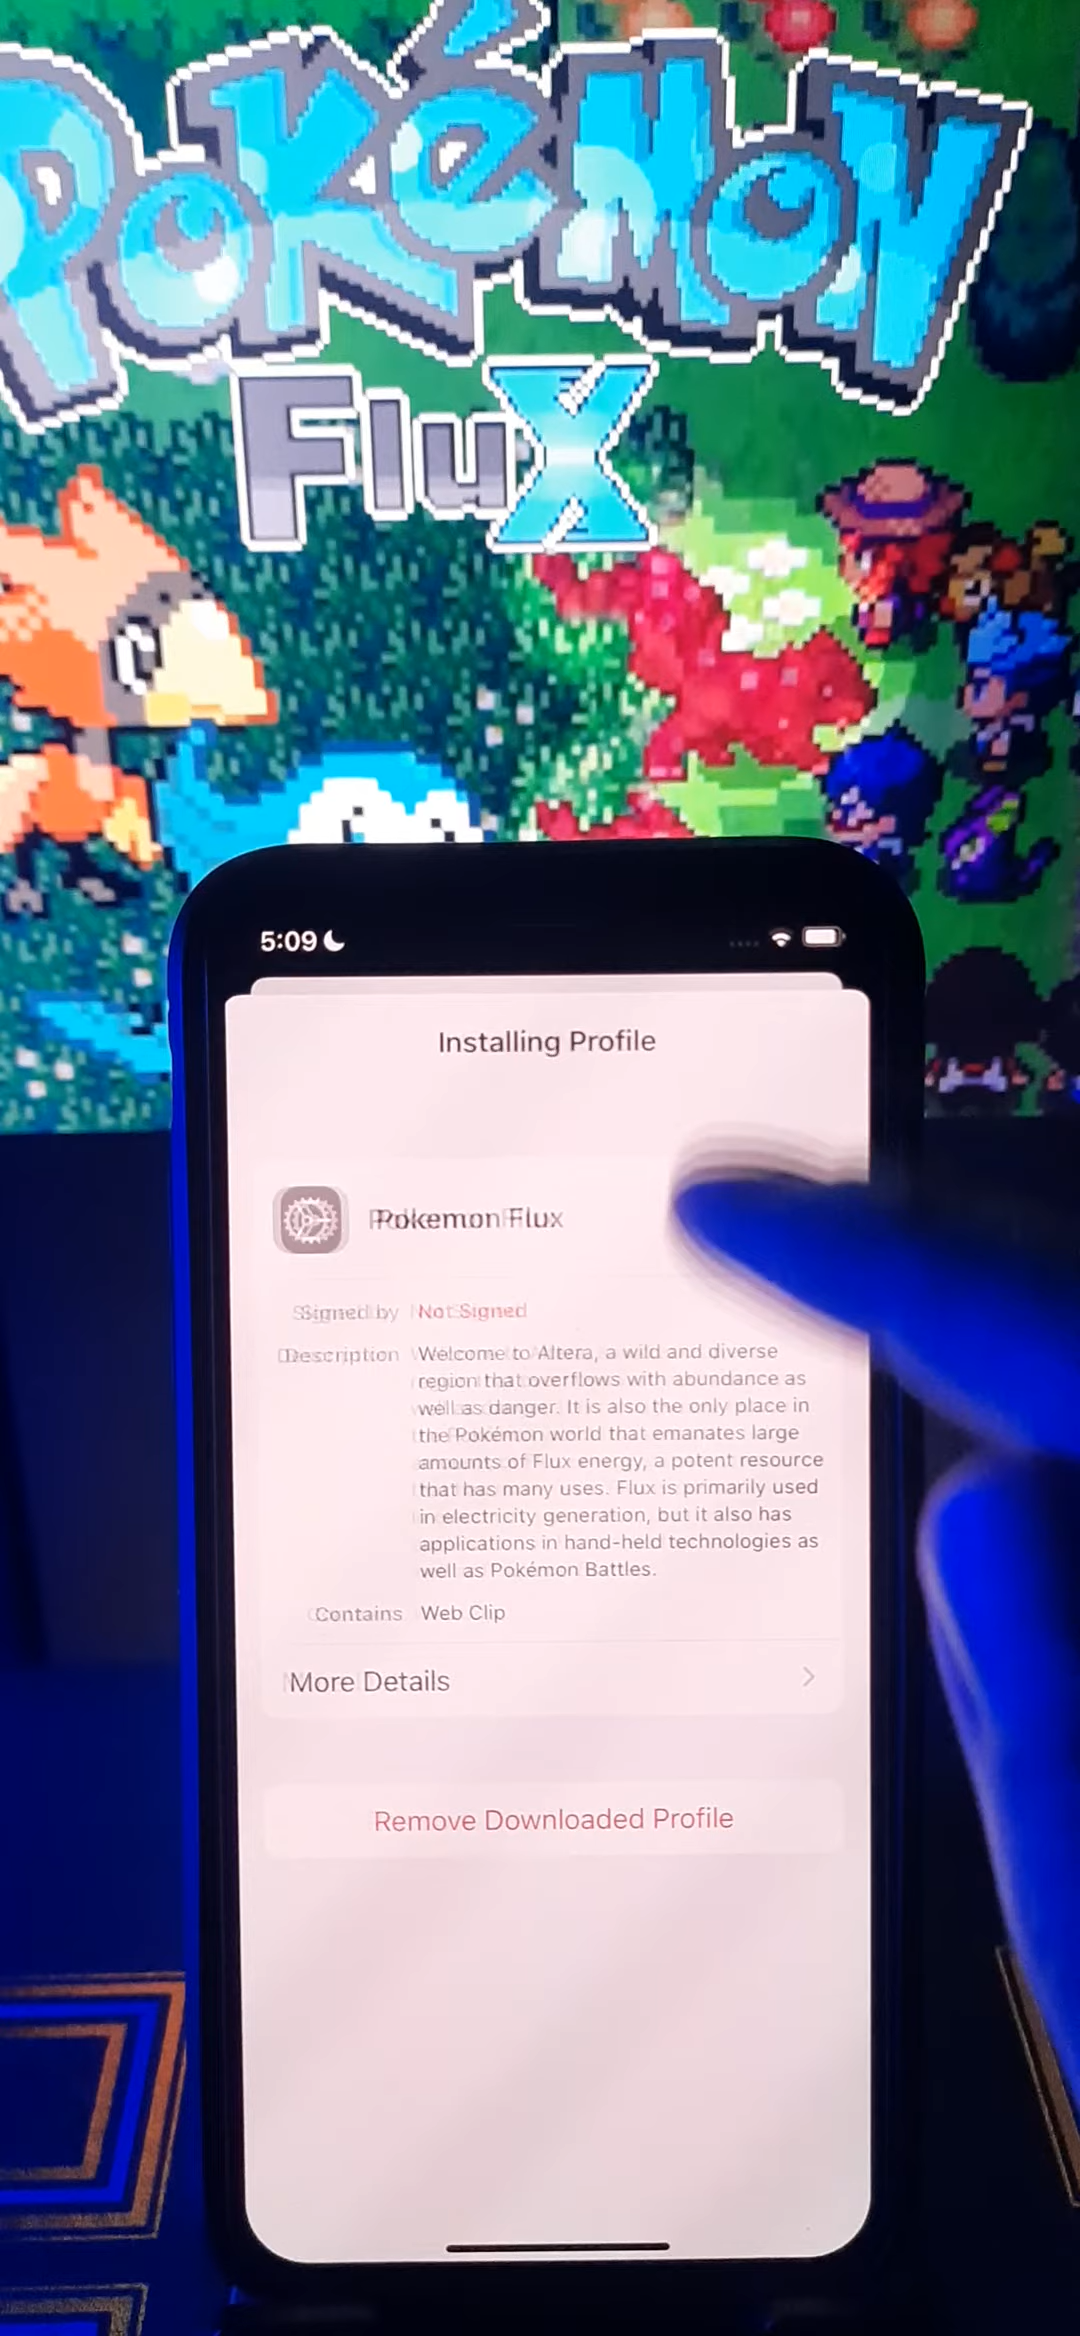 Pokémon
Flux
5:09
Installing Profile
Pokemon Flux
Signed by Not Signed
Description Welcome to Altera, a wild and diverse
region that overflows with abundance as
well as danger. It is also the only place in
the Pokémon world that emanates large
amounts of Flux energy, a potent resource
that has many uses. Flux is primarily used
in electricity generation, but it also has
applications in hand-held technologies as
well as Pokémon Battles.
Contains Web Clip
More Details
Remove Downloaded Profile